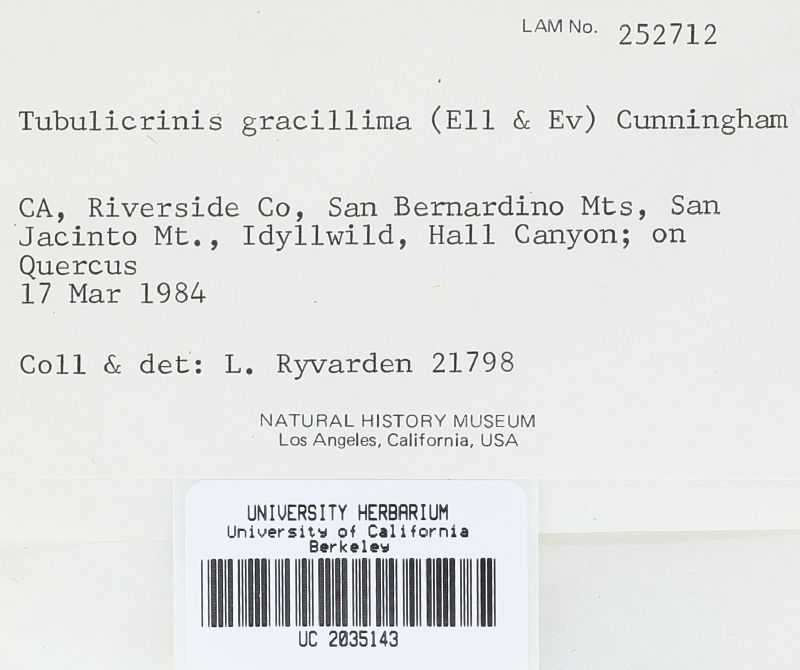 LAM No. 252712
Tubulicrinis gracillima (Ell & Ev) Cunningham
CA, Riverside Co, San Bernardino Mts, San
Jacinto Mt., Idyllwild, Hall Canyon; on
Quercus
17 Mar 1984
Coll & det: L. Ryvarden 21798
NATURAL HISTORY MUSEUM
Los Angeles, California, USA
UNIVERSITY HERBARIUM
University of California
Berkeley
UC 2035143